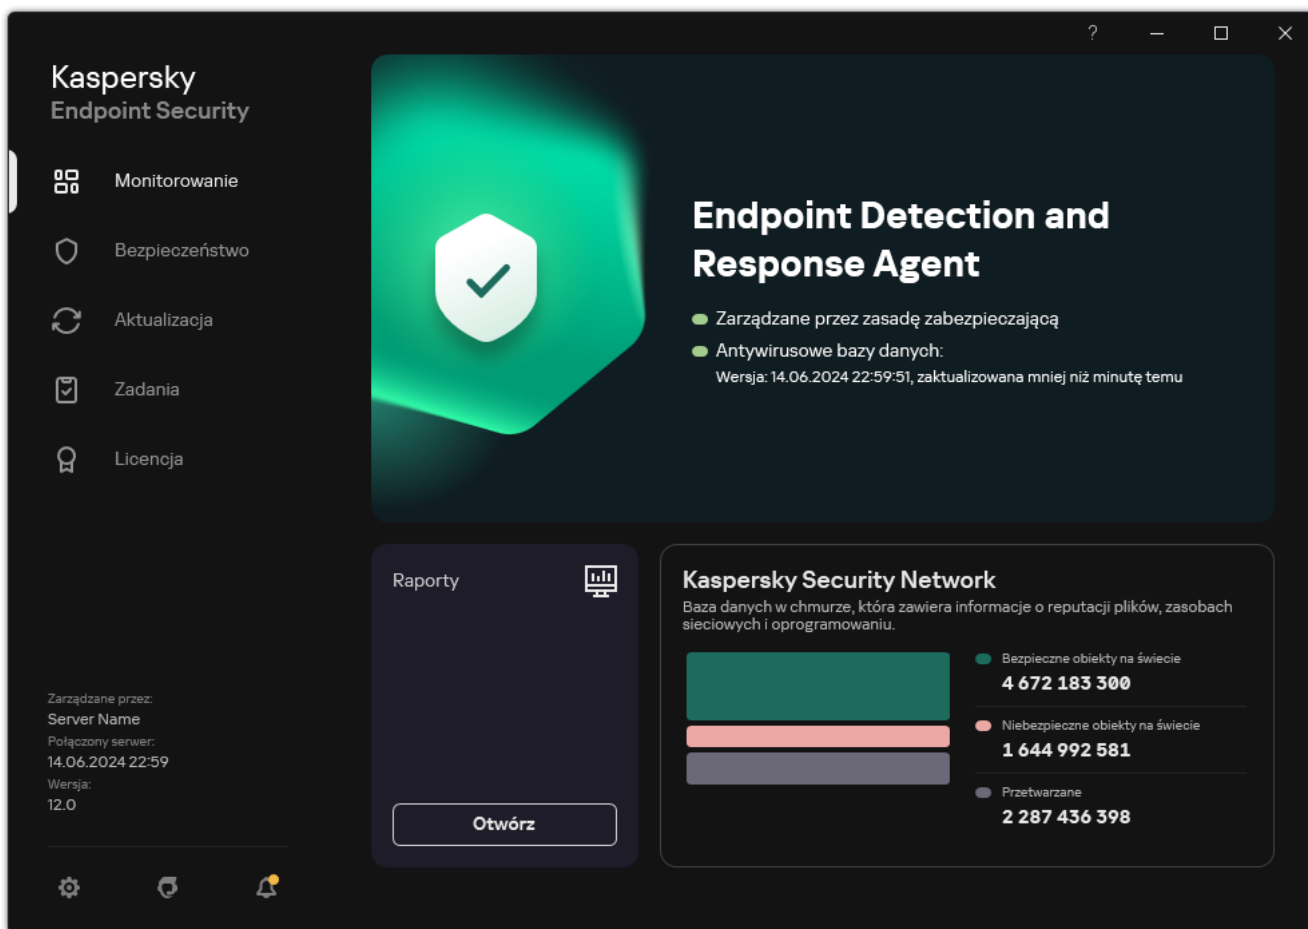 ?
Kaspersky
Endpoint Security
Monitorowanie
Bezpieczeństwo
Aktualizacja
Zadania
Licencja
Zarządzane przez:
Server Name
Połączony serwer:
14.06.2024 22:59
Wersja:
12.0
Endpoint Detection and
Response Agent
Zarządzane przez zasadę zabezpieczającą
Antywirusowe bazy danych:
Wersja: 14.06.2024 22:59:51, zaktualizowana mniej niż minutę temu
Raporty
Otwórz
Kaspersky Security Network
Baza danych w chmurze, która zawiera informacje o reputacji plików, zasobach
sieciowych i oprogramowaniu.
Bezpieczne obiekty na świecie
4 672 183 300
Niebezpieczne obiekty na świecie
1 644 992 581
Przetwarzane
2 287 436 398